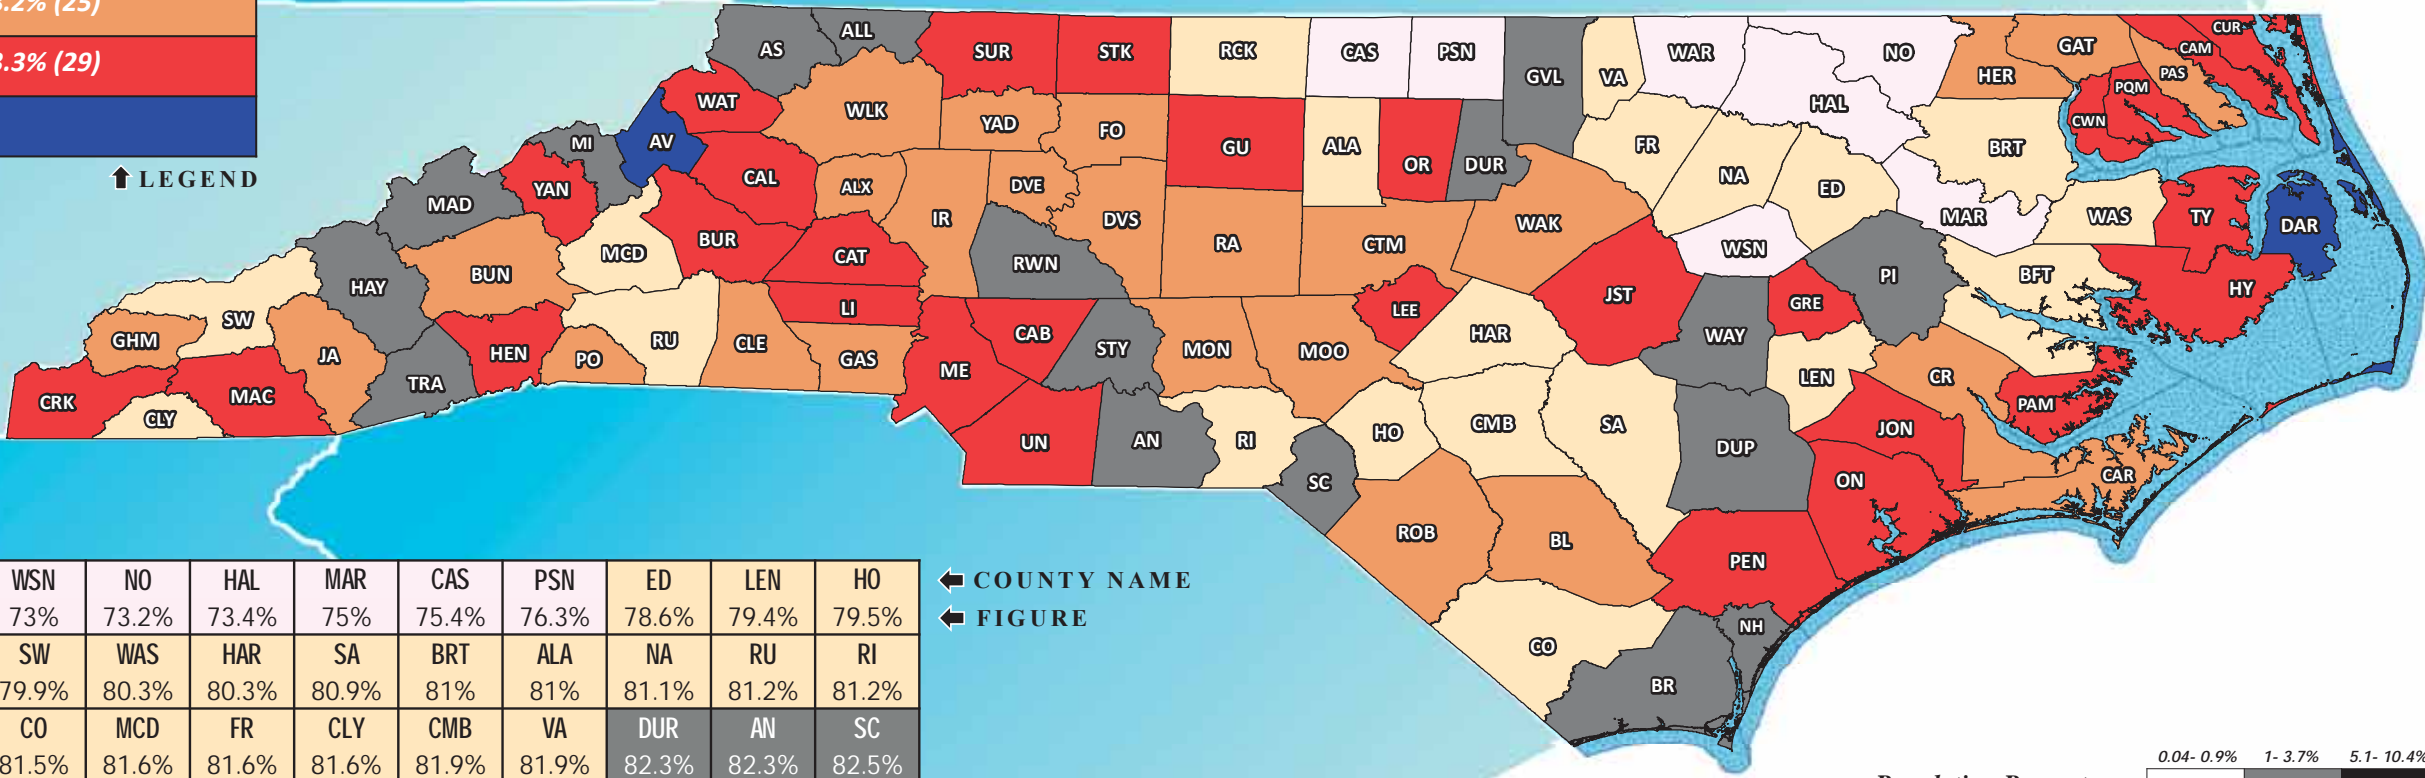 .2% (25)
.3% (29)
LEGEND
AS
ALL
SUR
STK
RCK
CAS
PSN
GVL
VA
WAR
NO
HAL
HER
GAT
CUR
CAM
PAS
PQM
CWN
WAT
WLK
YAD
FO
GU
ALA
OR
DUR
FR
NA
ED
BRT
MI
AV
CAL
ALX
DVE
MAD
YAN
IR
DVS
RA
CTM
WAK
WSN
MAR
WAS
TY
DAR
MCD
BUR
CAT
RWN
HAY
BUN
LI
LEE
JST
GRE
PI
BFT
HY
GHM
SW
JA
HEN
PO
RU
CLE
GAS
ME
CAB
STY
MON
MOO
HAR
WAY
LEN
CR
PAM
CRK
CLY
MAC
TRA
UN
AN
RI
SC
HO
CMB
SA
DUP
JON
ON
CAR
ROB
BL
PEN
CO
NH
BR
WSN NO HAL MAR CAS PSN ED LEN HO
73% 73.2% 73.4% 75% 75.4% 76.3% 78.6% 79.4% 79.5%
COUNTY NAME
FIGURE
SW WAS HAR SA BRT ALA NA RU RI
79.9% 80.3% 80.3% 80.9% 81% 81% 81.1% 81.2% 81.2%
CO MCD FR CLY CMB VA DUR AN SC
81.5% 81.6% 81.6% 81.6% 81.9% 81.9% 82.3% 82.3% 82.5%
0.04- 0.9% 1- 3.7% 5.1- 10.4%